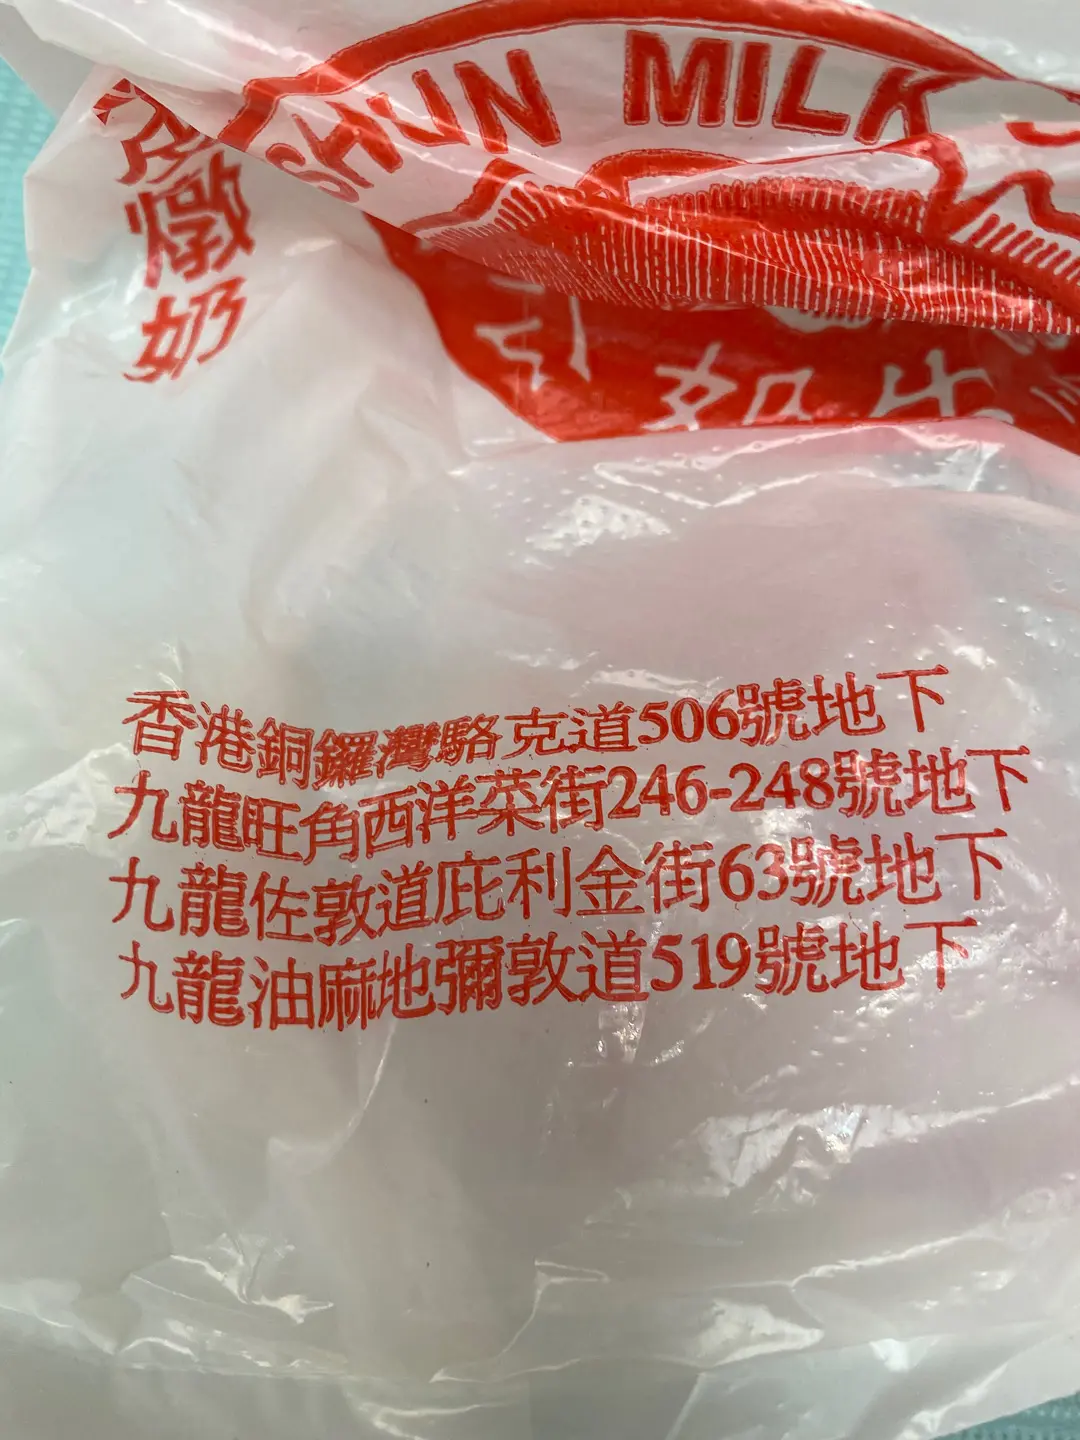 SHUN MILK
燉奶
香港銅鑼灣駱克道506號地下
九龍旺角西洋菜街246-248號地下
九龍佐敦道庇利金街63號地下
九龍油麻地彌敦道519號地下